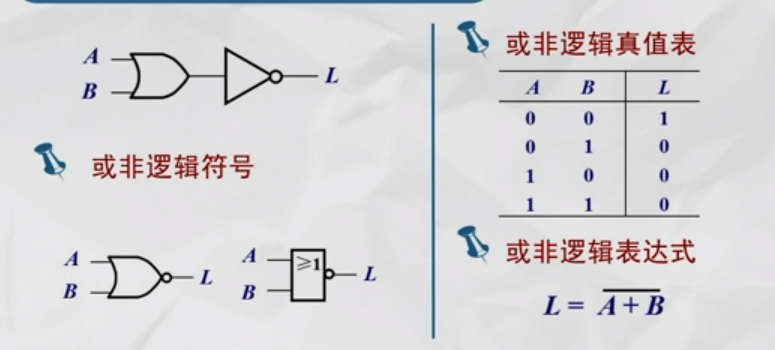 A
B
L
或非逻辑符号
A
B
L
A
B
≥1
L
或非逻辑真值表
A B L
0 0 1
0 1 0
1 0 0
1 1 0
或非逻辑表达式
L = \overline{A + B}